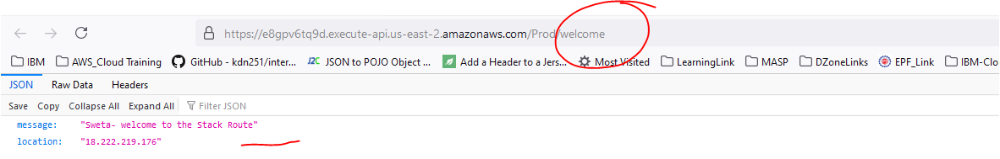 https://e8gpv6tq9d.execute-api.us-east-2.amazonaws.com/Prod/welcome
IBM AWS_Cloud Training GitHub - kdn251/inter... J2C JSON to POJO Object ... Add a Header to a Jers... Most Visited LearningLink MASP DZoneLinks EPF_Link IBM-Clo
JSON Raw Data Headers
Save Copy Collapse All Expand All Filter JSON
message: "Sweta- welcome to the Stack Route"
location: "18.222.219.176"